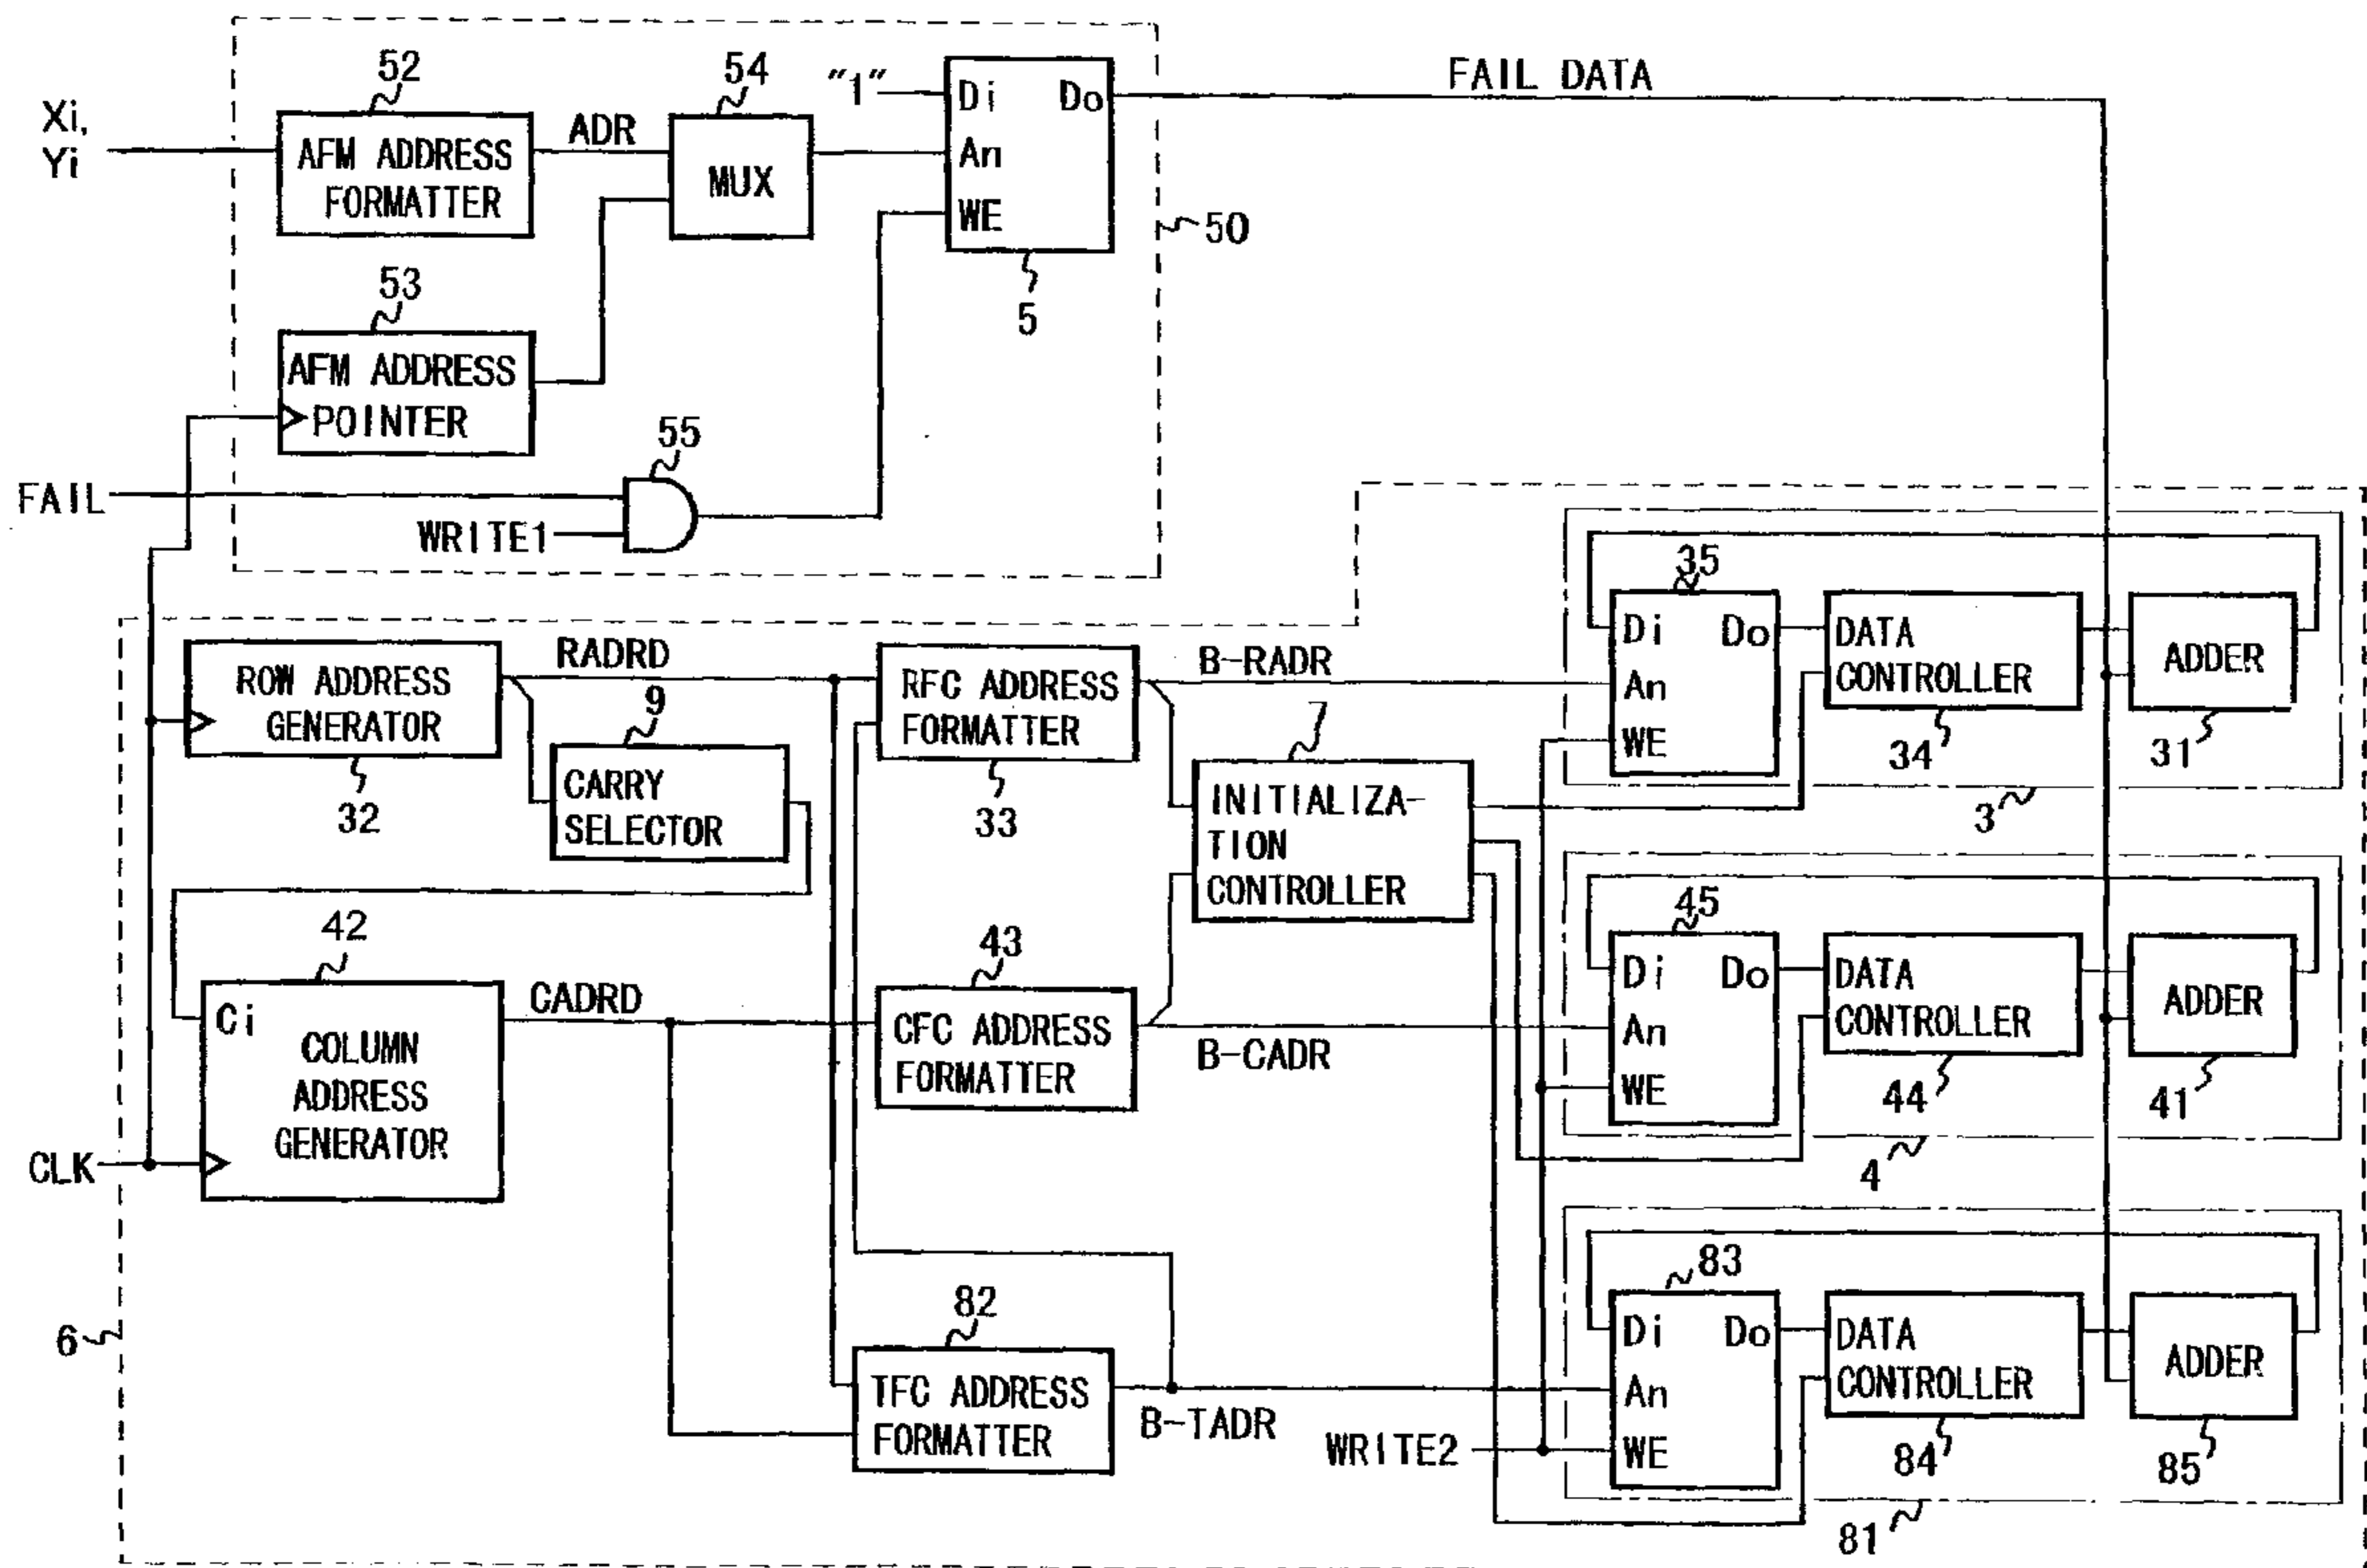 52
54
"1"
Di Do
FAIL DATA
Xi,
Yi
AFM ADDRESS
FORMATTER
ADR
MUX
An
WE
50
5
53
AFM ADDRESS
POINTER
55
FAIL
WRITE1
35
Di Do
An
WE
DATA
CONTROLLER
34
ADDER
31
3
ROW ADDRESS
GENERATOR
32
RADRD
9
CARRY
SELECTOR
RFC ADDRESS
FORMATTER
33
B-RADR
7
INITIALIZA-
TION
CONTROLLER
42
Ci
COLUMN
ADDRESS
GENERATOR
CLK
CADRD
43
CFC ADDRESS
FORMATTER
B-CADR
45
Di Do
An
WE
DATA
CONTROLLER
44
ADDER
41
4
6
82
TFC ADDRESS
FORMATTER
B-TADR
WRITE2
83
Di Do
An
WE
DATA
CONTROLLER
84
ADDER
85
81